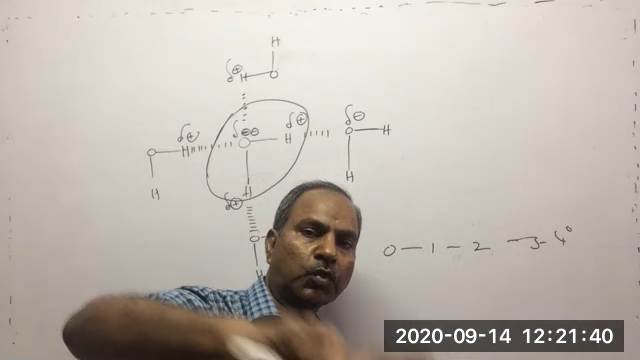 H
δ⊕ H O
δ⊕ δ⊖⊖ δ⊕ δ⊖
O H O H O H
H H H
δ⊕
O
H
0 — 1 — 2 — 3 - 4°
2020-09-14 12:21:40